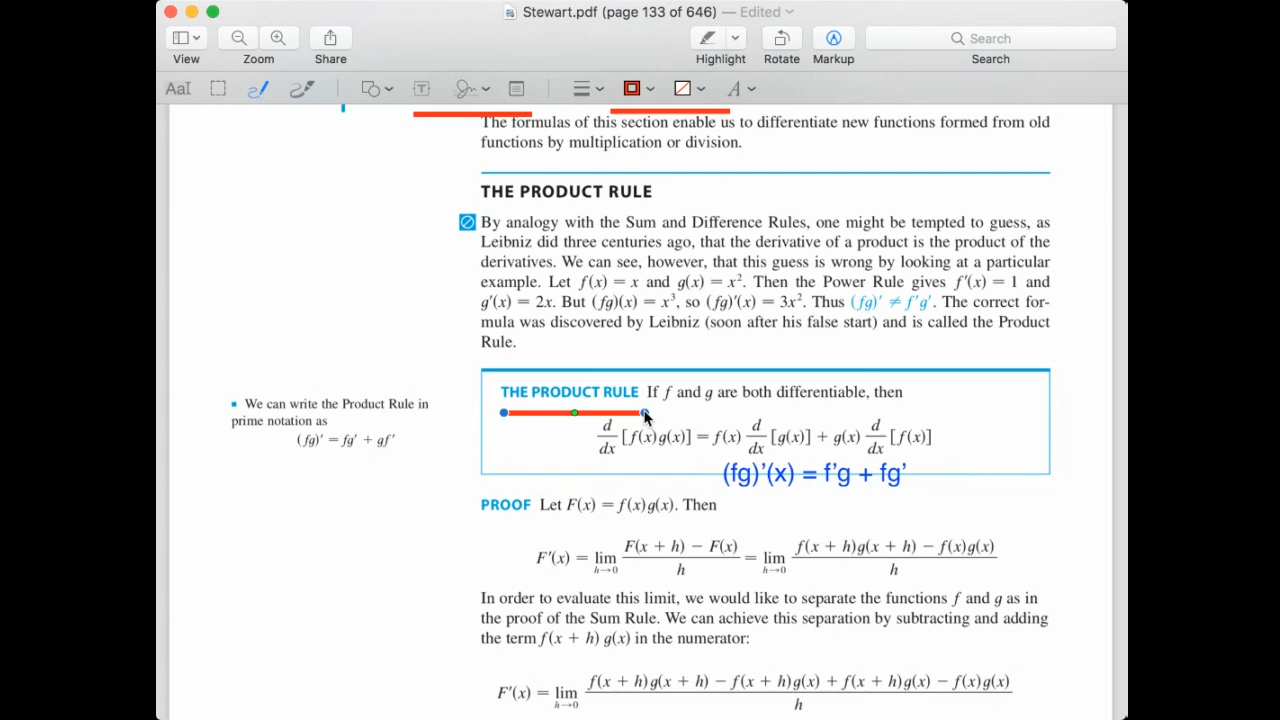 Stewart.pdf (page 133 of 646) — Edited
View
Zoom
Share
Highlight
Rotate
Markup
Search
Search
AaI
T
A
The formulas of this section enable us to differentiate new functions formed from old
functions by multiplication or division.
THE PRODUCT RULE
By analogy with the Sum and Difference Rules, one might be tempted to guess, as
Leibniz did three centuries ago, that the derivative of a product is the product of the
derivatives. We can see, however, that this guess is wrong by looking at a particular
example. Let f(x) = x and g(x) = x². Then the Power Rule gives f′(x) = 1 and
g′(x) = 2x. But (fg)(x) = x³, so (fg)′(x) = 3x². Thus (fg)′ ≠ f′g′. The correct for-
mula was discovered by Leibniz (soon after his false start) and is called the Product
Rule.
THE PRODUCT RULE If f and g are both differentiable, then
d/dx [f(x)g(x)] = f(x) d/dx [g(x)] + g(x) d/dx [f(x)]
(fg)’(x) = f’g + fg’
▪ We can write the Product Rule in
prime notation as
(fg)′ = fg′ + gf′
PROOF Let F(x) = f(x)g(x). Then
F′(x) = lim h→0 F(x + h) − F(x) / h = lim h→0 f(x + h)g(x + h) − f(x)g(x) / h
In order to evaluate this limit, we would like to separate the functions f and g as in
the proof of the Sum Rule. We can achieve this separation by subtracting and adding
the term f(x + h) g(x) in the numerator:
F′(x) = lim h→0 f(x + h)g(x + h) − f(x + h)g(x) + f(x + h)g(x) − f(x)g(x) / h